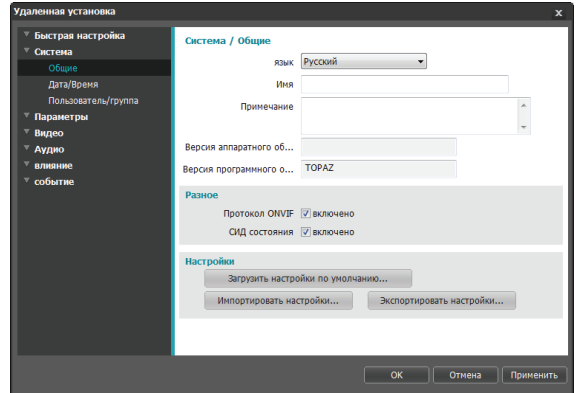 Удаленная установка
x
Быстрая настройка
Система
Общие
Дата/Время
Пользователь/группа
Параметры
Видео
Аудио
влияние
событие
Система / Общие
язык Русский
Имя
Примечание
Версия аппаратного об...
Версия программного о... TOPAZ
Разное
Протокол ONVIF включено
СИД состояния включено
Настройки
Загрузить настройки по умолчанию...
Импортировать настройки... Экспортировать настройки...
OK Отмена Применить